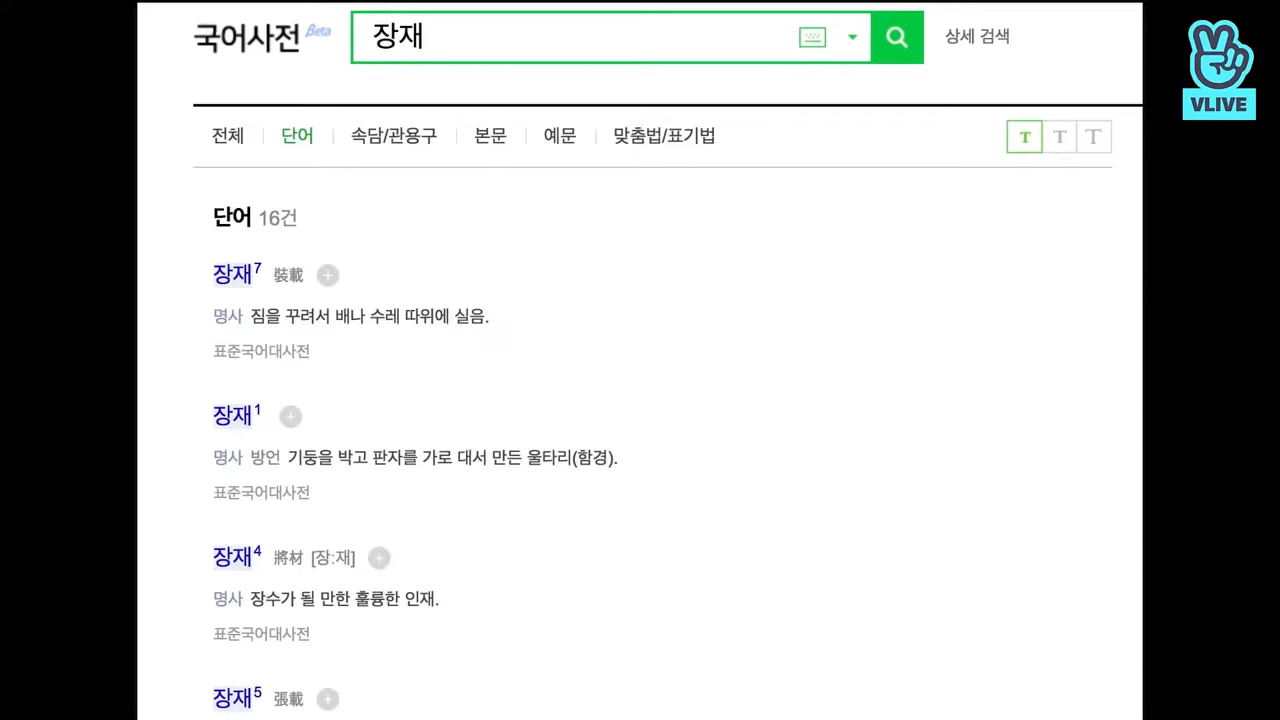 국어사전 Beta 장재 상세 검색
VLIVE
전체 단어 속담/관용구 본문 예문 맞춤법/표기법 T T T
단어 16건
장재7 裝載
명사 짐을 꾸려서 배나 수레 따위에 실음.
표준국어대사전
장재1
명사 방언 기둥을 박고 판자를 가로 대서 만든 울타리(함경).
표준국어대사전
장재4 將材 [장:재]
명사 장수가 될 만한 훌륭한 인재.
표준국어대사전
장재5 張載